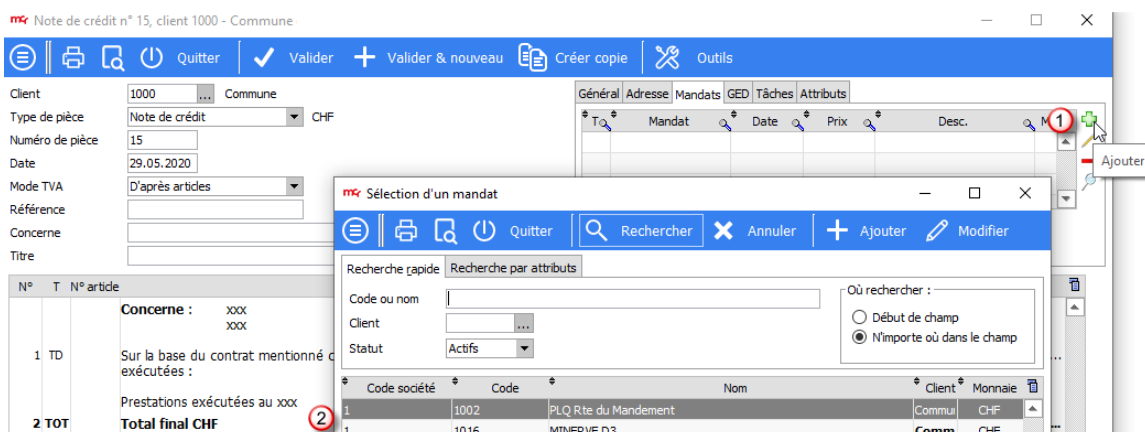 mcr Note de crédit n° 15, client 1000 - Commune
Quitter Valider Valider & nouveau Créer copie Outils
Client 1000 ... Commune
Type de pièce Note de crédit CHF
Numéro de pièce 15
Date 29.05.2020
Mode TVA D'après articles
Référence
Concerne
Titre
Général Adresse Mandats GED Tâches Attributs
T Mandat Date Prix Desc. M 1
Ajouter
mcr Sélection d'un mandat
Quitter Rechercher Annuler Ajouter Modifier
Recherche rapide Recherche par attributs
Code ou nom
Client ...
Statut Actifs
Où rechercher :
Début de champ
N'importe où dans le champ
N° T N° article
Concerne : xxx
xxx
1 TD Sur la base du contrat mentionné
exécutées :
Prestations exécutées au xxx
2 TOT Total final CHF
Code société Code Nom Client Monnaie
1 1002 PLQ Rte du Mandement Commu CHF
2
1 1016 MINERVE D3 Comm CHF